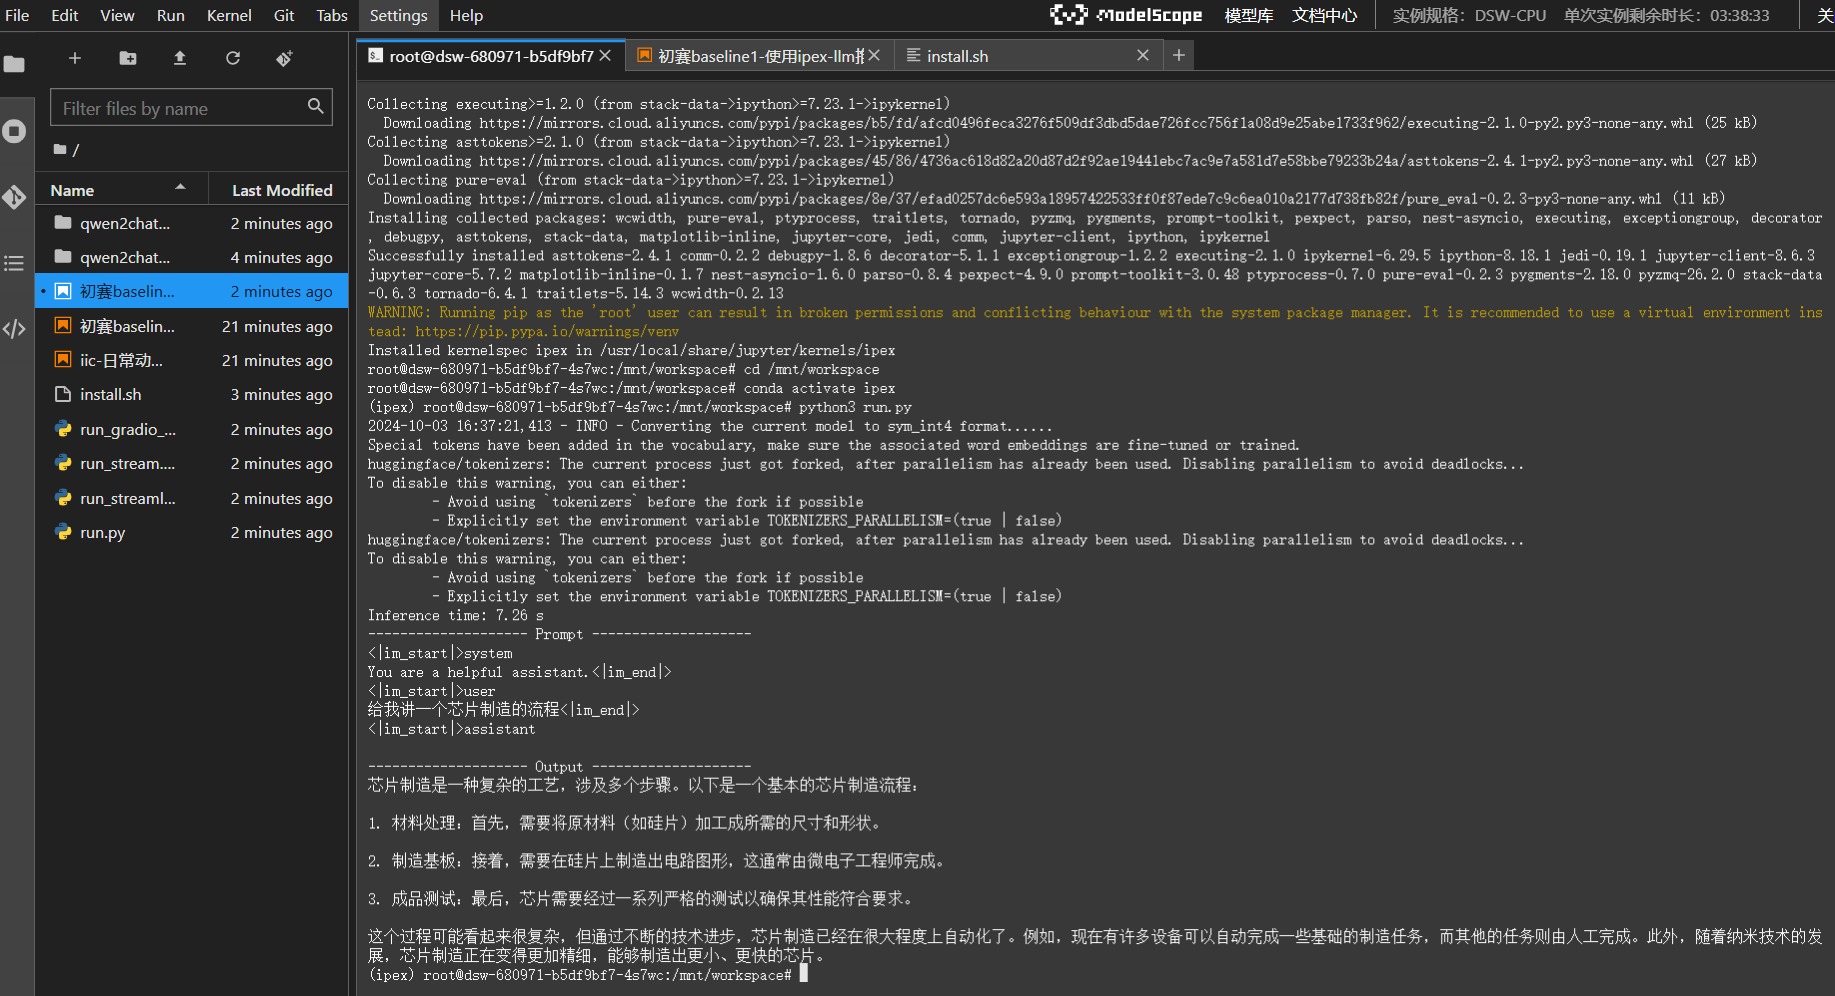 File Edit View Run Kernel Git Tabs Settings Help
ModelScope 模型库 文档中心 实例规格： DSW-CPU 单次实例剩余时长： 03:38:33 关
root@dsw-680971-b5df9bf7 初赛baseline1-使用ipex-llm推 install.sh
Filter files by name
/
Name Last Modified
qwen2chat... 2 minutes ago
qwen2chat... 4 minutes ago
初赛baselin... 2 minutes ago
初赛baselin... 21 minutes ago
iic-日常动... 21 minutes ago
install.sh 3 minutes ago
run_gradio_... 2 minutes ago
run_stream.... 2 minutes ago
run_streaml... 2 minutes ago
run.py 2 minutes ago
Collecting executing>=1.2.0 (from stack-data->ipython>=7.23.1->ipykernel)
Downloading https://mirrors.cloud.aliyuncs.com/pypi/packages/b5/fd/afcd0496feca3276f509df3dbd5dae726fcc756f1a08d9e25abe1733f962/executing-2.1.0-py2.py3-none-any.whl (25 kB)
Collecting asttokens>=2.1.0 (from stack-data->ipython>=7.23.1->ipykernel)
Downloading https://mirrors.cloud.aliyuncs.com/pypi/packages/45/86/4736ac618d82a20d87d2f92ae19441ebc7ac9e7a581d7e58bbe79233b24a/asttokens-2.4.1-py2.py3-none-any.whl (27 kB)
Collecting pure-eval (from stack-data->ipython>=7.23.1->ipykernel)
Downloading https://mirrors.cloud.aliyuncs.com/pypi/packages/8e/37/efad0257dc6e593a18957422533ff0f87ede7c9c6ea010a2177d738fb82f/pure_eval-0.2.3-py3-none-any.whl (11 kB)
Installing collected packages: wcwidth, pure-eval, ptyprocess, traitlets, tornado, pyzmq, pygments, prompt-toolkit, pexpect, parso, nest-asyncio, executing, exceptiongroup, decorator
, debugpy, asttokens, stack-data, matplotlib-inline, jupyter-core, jedi, comm, jupyter-client, ipython, ipykernel
Successfully installed asttokens-2.4.1 comm-0.2.2 debugpy-1.8.6 decorator-5.1.1 exceptiongroup-1.2.2 executing-2.1.0 ipykernel-6.29.5 ipython-8.18.1 jedi-0.19.1 jupyter-client-8.6.3
jupyter-core-5.7.2 matplotlib-inline-0.1.7 nest-asyncio-1.6.0 parso-0.8.4 pexpect-4.9.0 prompt-toolkit-3.0.48 ptyprocess-0.7.0 pure-eval-0.2.3 pygments-2.18.0 pyzmq-26.2.0 stack-data
-0.6.3 tornado-6.4.1 traitlets-5.14.3 wcwidth-0.2.13
WARNING: Running pip as the 'root' user can result in broken permissions and conflicting behaviour with the system package manager. It is recommended to use a virtual environment ins
tead: https://pip.pypa.io/warnings/venv
Installed kernelspec ipex in /usr/local/share/jupyter/kernels/ipex
root@dsw-680971-b5df9bf7-4s7wc:/mnt/workspace# cd /mnt/workspace
root@dsw-680971-b5df9bf7-4s7wc:/mnt/workspace# conda activate ipex
(ipex) root@dsw-680971-b5df9bf7-4s7wc:/mnt/workspace# python3 run.py
2024-10-03 16:37:21,413 - INFO - Converting the current model to sym_int4 format......
Special tokens have been added in the vocabulary, make sure the associated word embeddings are fine-tuned or trained.
huggingface/tokenizers: The current process just got forked, after parallelism has already been used. Disabling parallelism to avoid deadlocks...
To disable this warning, you can either:
- Avoid using `tokenizers` before the fork if possible
- Explicitly set the environment variable TOKENIZERS_PARALLELISM=(true | false)
huggingface/tokenizers: The current process just got forked, after parallelism has already been used. Disabling parallelism to avoid deadlocks...
To disable this warning, you can either:
- Avoid using `tokenizers` before the fork if possible
- Explicitly set the environment variable TOKENIZERS_PARALLELISM=(true | false)
Inference time: 7.26 s
-------------------- Prompt --------------------
<|im_start|>system
You are a helpful assistant.<|im_end|>
<|im_start|>user
给我讲一个芯片制造的流程<|im_end|>
<|im_start|>assistant
-------------------- Output --------------------
芯片制造是一种复杂的工艺，涉及多个步骤。以下是一个基本的芯片制造流程：
1. 材料处理：首先，需要将原材料（如硅片）加工成所需的尺寸和形状。
2. 制造基板：接着，需要在硅片上制造出电路图形，这通常由微电子工程师完成。
3. 成品测试：最后，芯片需要经过一系列严格的测试以确保其性能符合要求。
这个过程可能看起来很复杂，但通过不断的技术进步，芯片制造已经在很大程度上自动化了。例如，现在有许多设备可以自动完成一些基础的制造任务，而其他的任务则由人工完成。此外，随着纳米技术的发
展，芯片制造正在变得更加精细，能够制造出更小、更快的芯片。
(ipex) root@dsw-680971-b5df9bf7-4s7wc:/mnt/workspace#